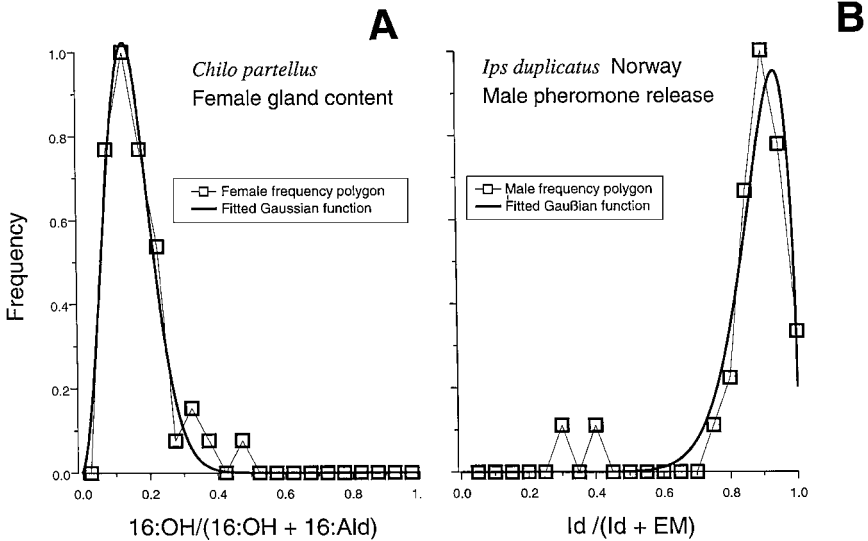 A
Chilo partellus
Female gland content
Female frequency polygon
Fitted Gaussian function
Frequency
1.0
0.8
0.6
0.4
0.2
0.0
0.0 0.2 0.4 0.6 0.8 1.
16:OH/(16:OH + 16:Ald)
B
Ips duplicatus Norway
Male pheromone release
Male frequency polygon
Fitted Gaußian function
0.0 0.2 0.4 0.6 0.8 1.0
Id /(Id + EM)